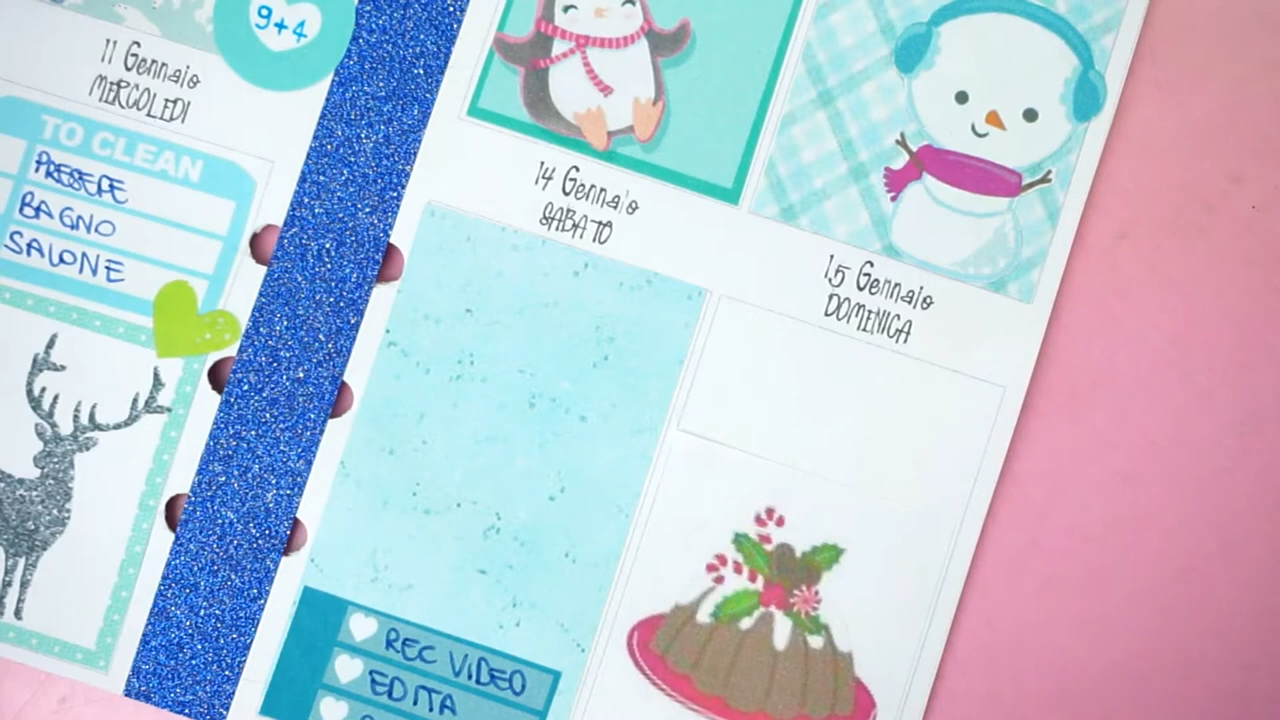 9+4
11 Gennaio
MERCOLEDI
TO CLEAN
PRESEPE
BAGNO
SALONE
14 Gennaio
SABATO
15 Gennaio
DOMENICA
REC VIDEO
EDITA